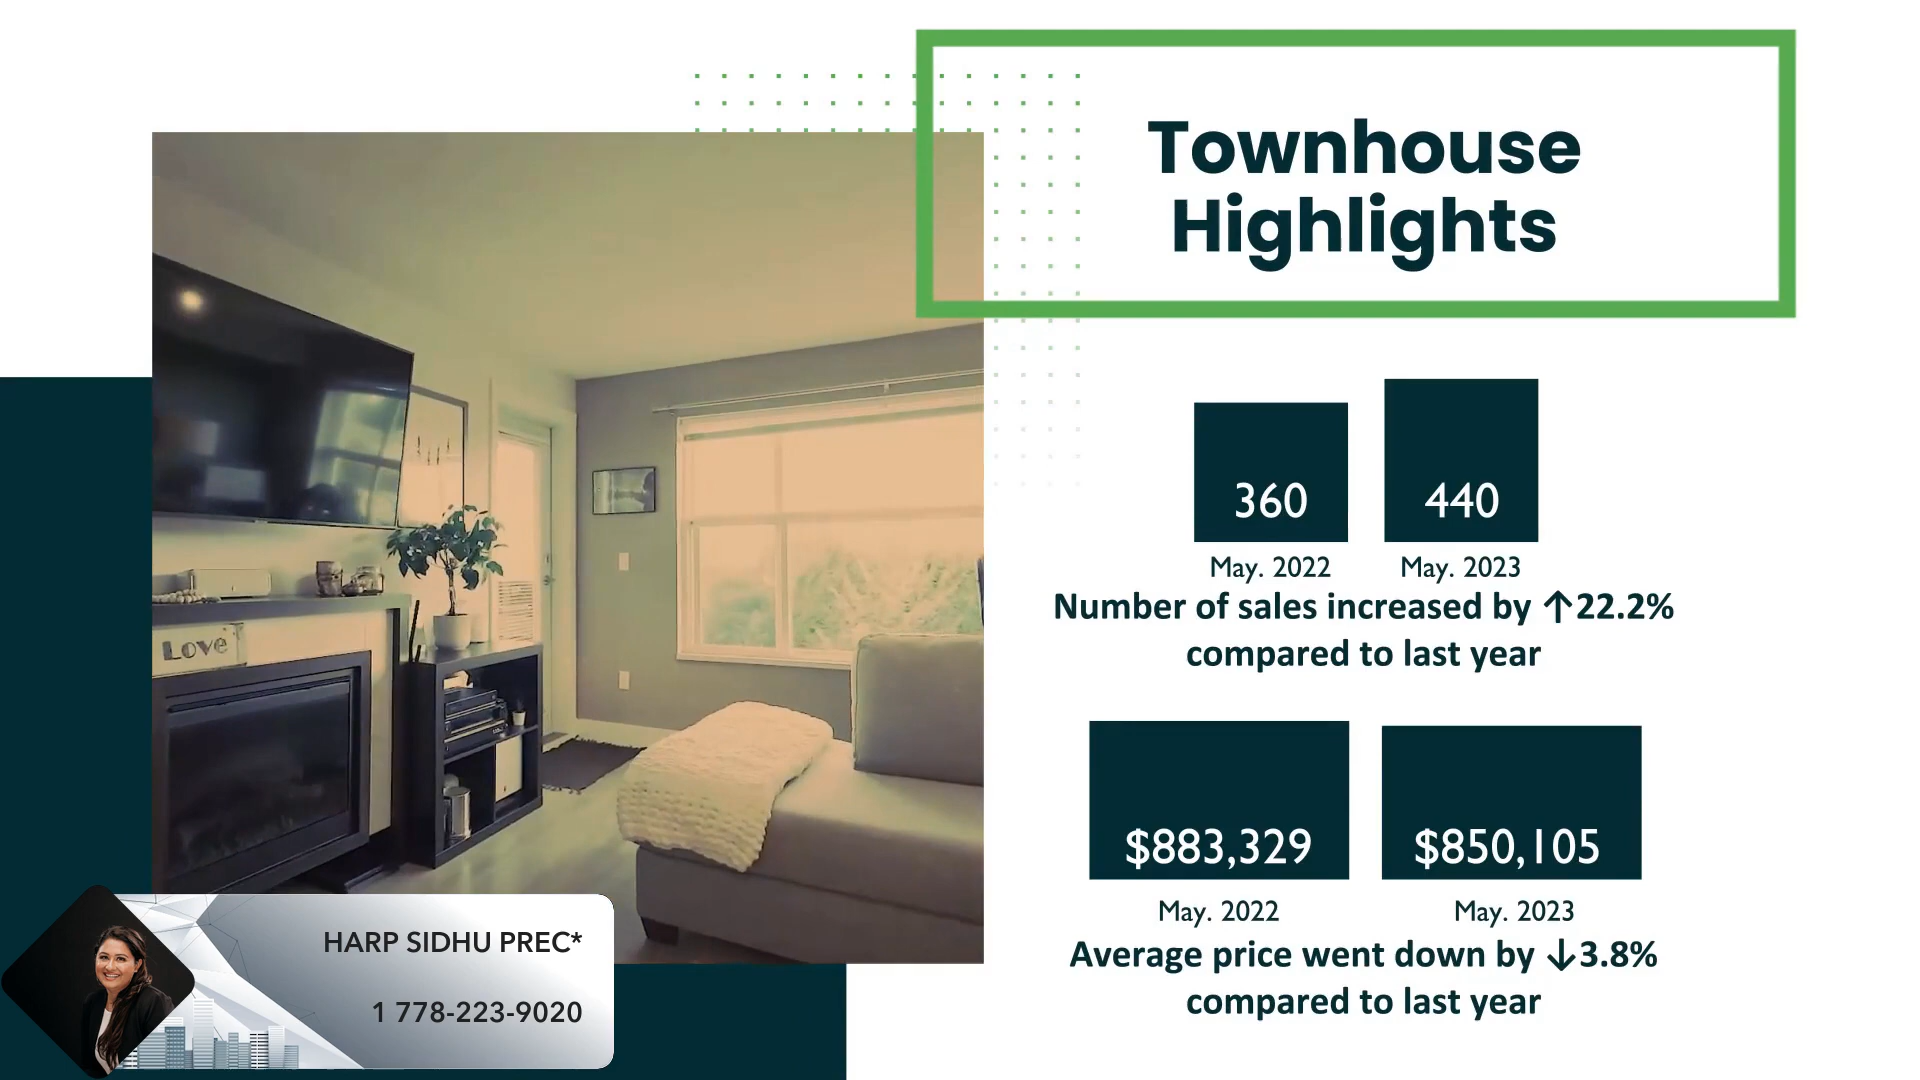 Townhouse
Highlights
360
440
May. 2022
May. 2023
Number of sales increased by ↑22.2%
compared to last year
$883,329
$850,105
May. 2022
May. 2023
Average price went down by ↓3.8%
compared to last year
Love
HARP SIDHU PREC*
1 778-223-9020